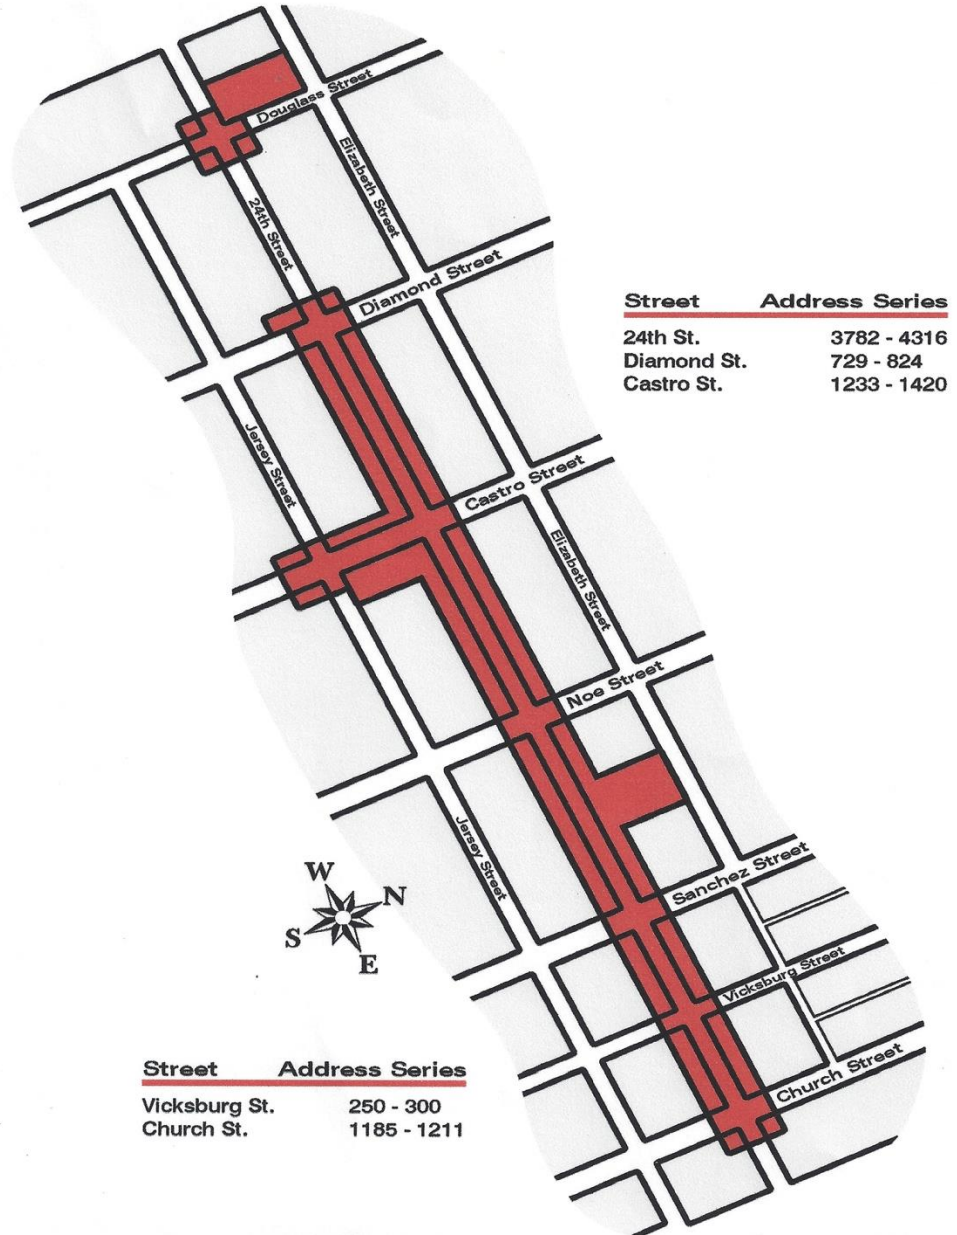 Douglass Street
Elizabeth Street
24th Street
Diamond Street
Street Address Series
24th St. 3782 - 4316
Diamond St. 729 - 824
Castro St. 1233 - 1420
Jersey Street
Castro Street
Elizabeth Street
Noe Street
Jersey Street
Sanchez Street
W
N
S
E
Vicksburg Street
Church Street
Street Address Series
Vicksburg St. 250 - 300
Church St. 1185 - 1211